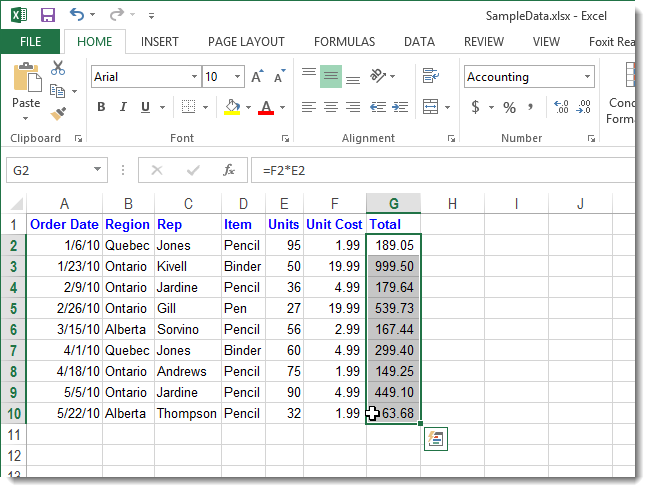 SampleData.xlsx - Excel
FILE HOME INSERT PAGE LAYOUT FORMULAS DATA REVIEW VIEW Foxit Rea
Paste
Arial 10 A A
B I U A
Accounting
$ % , .00 .0 .00
Cond
Forma
Clipboard Font Alignment Number
G2 fx =F2*E2
A B C D E F G H I J
1 Order Date Region Rep Item Units Unit Cost Total
2 1/6/10 Quebec Jones Pencil 95 1.99 189.05
3 1/23/10 Ontario Kivell Binder 50 19.99 999.50
4 2/9/10 Ontario Jardine Pencil 36 4.99 179.64
5 2/26/10 Ontario Gill Pen 27 19.99 539.73
6 3/15/10 Alberta Sorvino Pencil 56 2.99 167.44
7 4/1/10 Quebec Jones Binder 60 4.99 299.40
8 4/18/10 Ontario Andrews Pencil 75 1.99 149.25
9 5/5/10 Ontario Jardine Pencil 90 4.99 449.10
10 5/22/10 Alberta Thompson Pencil 32 1.99 63.68
11
12
13